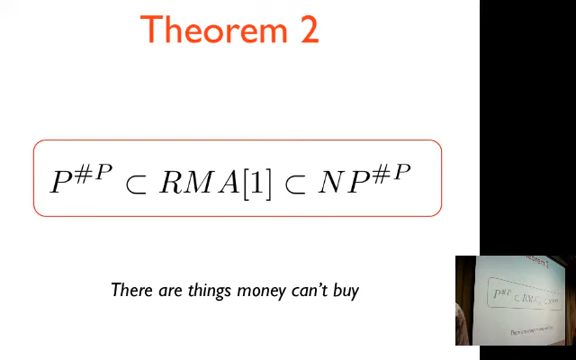 Theorem 2
P^{#P} ⊂ RMA[1] ⊂ NP^{#P}
There are things money can't buy